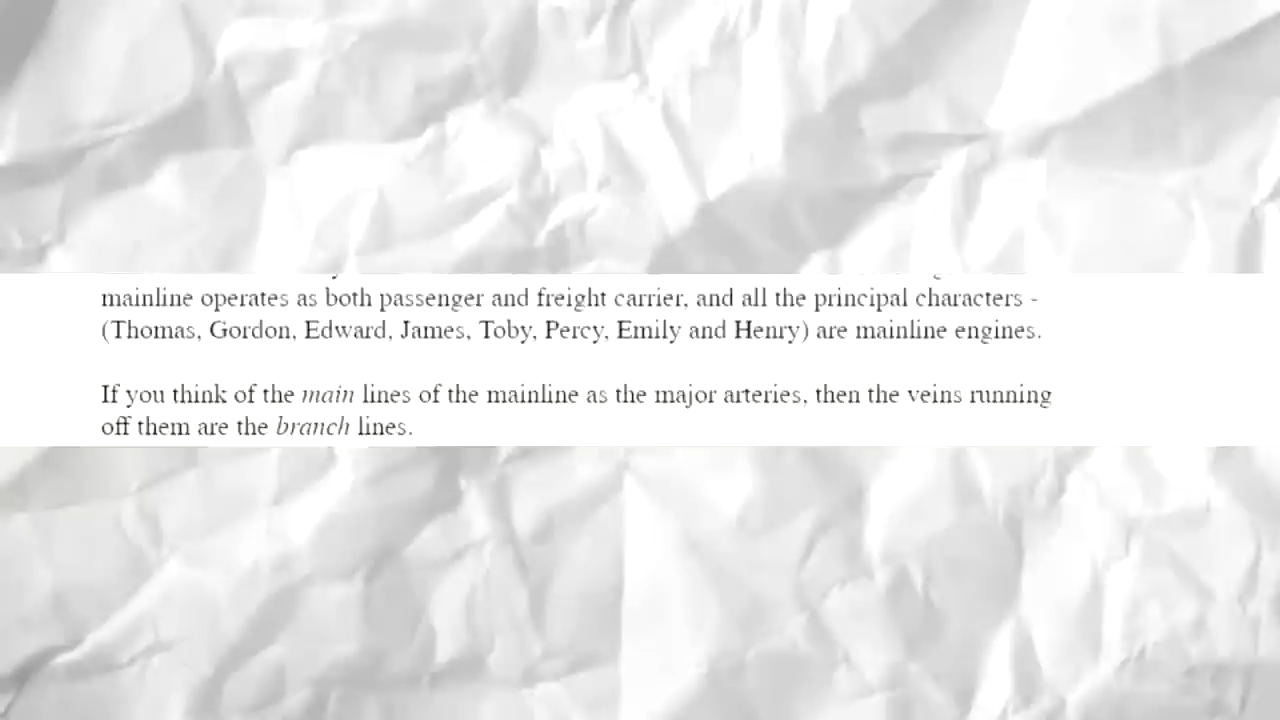 mainline operates as both passenger and freight carrier, and all the principal characters -
(Thomas, Gordon, Edward, James, Toby, Percy, Emily and Henry) are mainline engines.
If you think of the main lines of the mainline as the major arteries, then the veins running
off them are the branch lines.